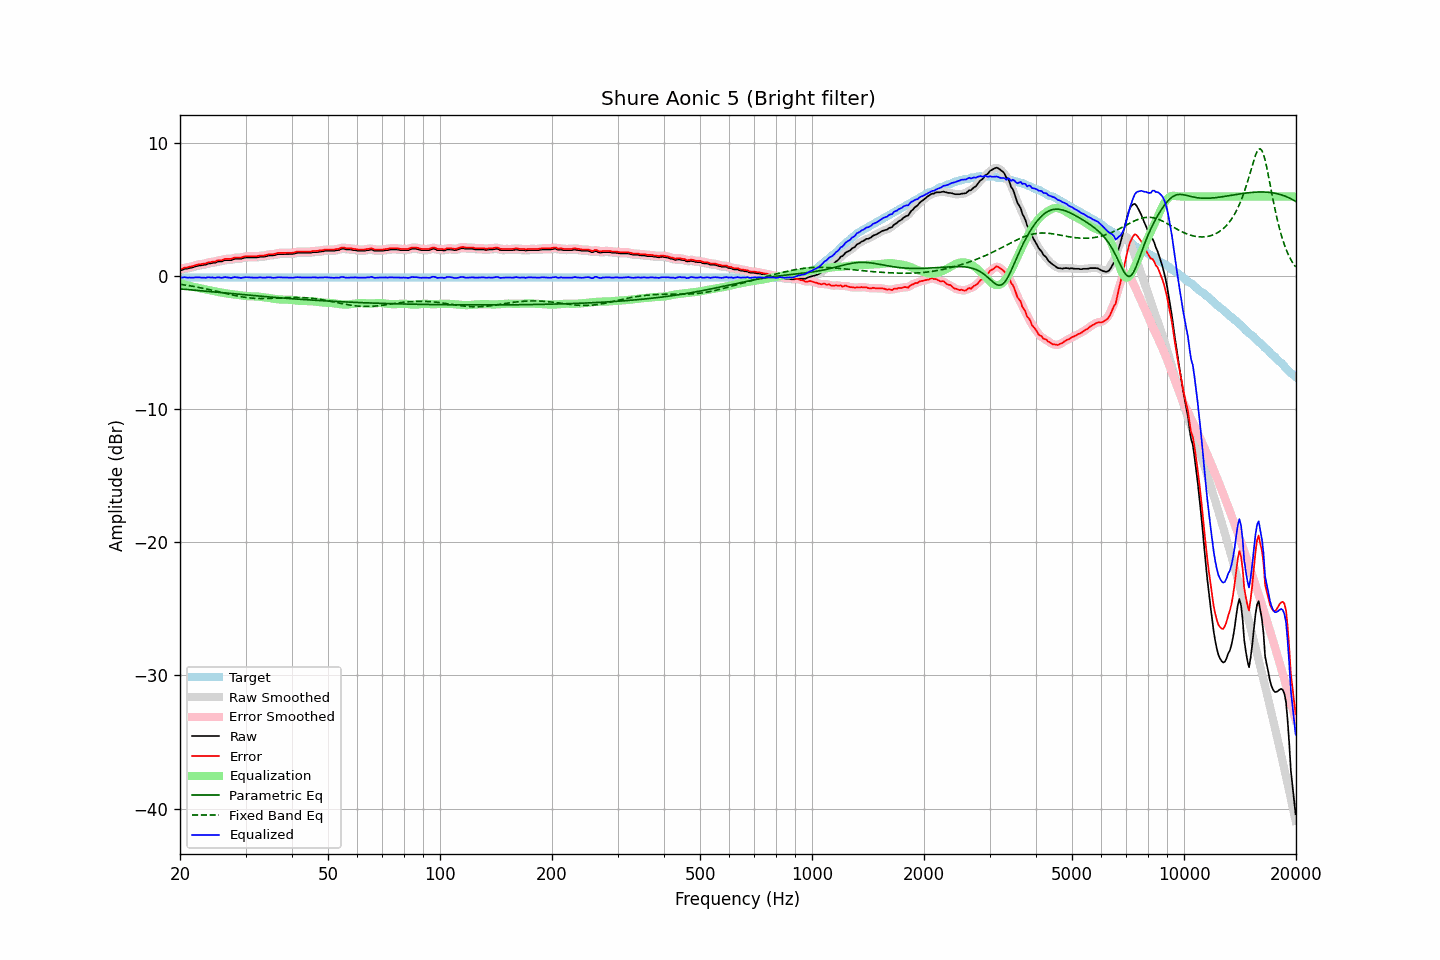 Shure Aonic 5 (Bright filter)
10
0
−10
−20
−30
−40
Amplitude (dBr)
Target
Raw Smoothed
Error Smoothed
Raw
Error
Equalization
Parametric Eq
Fixed Band Eq
Equalized
20
50
100
200
500
1000
2000
5000
10000
20000
Frequency (Hz)